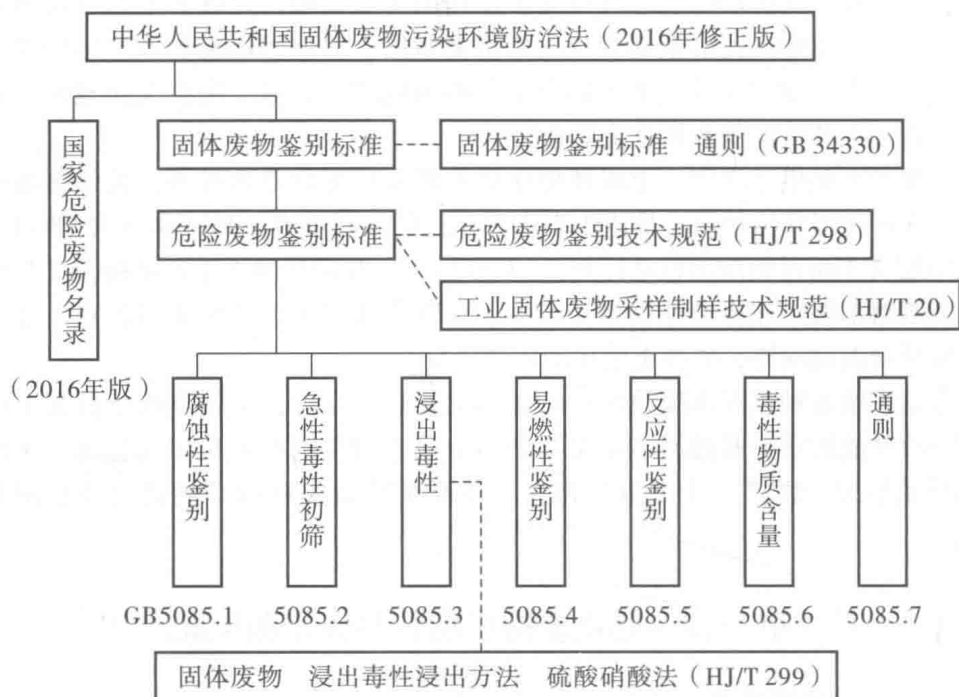 中华人民共和国固体废物污染环境防治法（2016年修正版）
国家危险废物名录
（2016年版）
固体废物鉴别标准
固体废物鉴别标准 通则（GB 34330）
危险废物鉴别标准
危险废物鉴别技术规范（HJ/T 298）
工业固体废物采样制样技术规范（HJ/T 20）
腐蚀性鉴别
急性毒性初筛
浸出毒性
易燃性鉴别
反应性鉴别
毒性物质含量
通则
GB5085.1
5085.2
5085.3
5085.4
5085.5
5085.6
5085.7
固体废物 浸出毒性浸出方法 硫酸硝酸法（HJ/T 299）